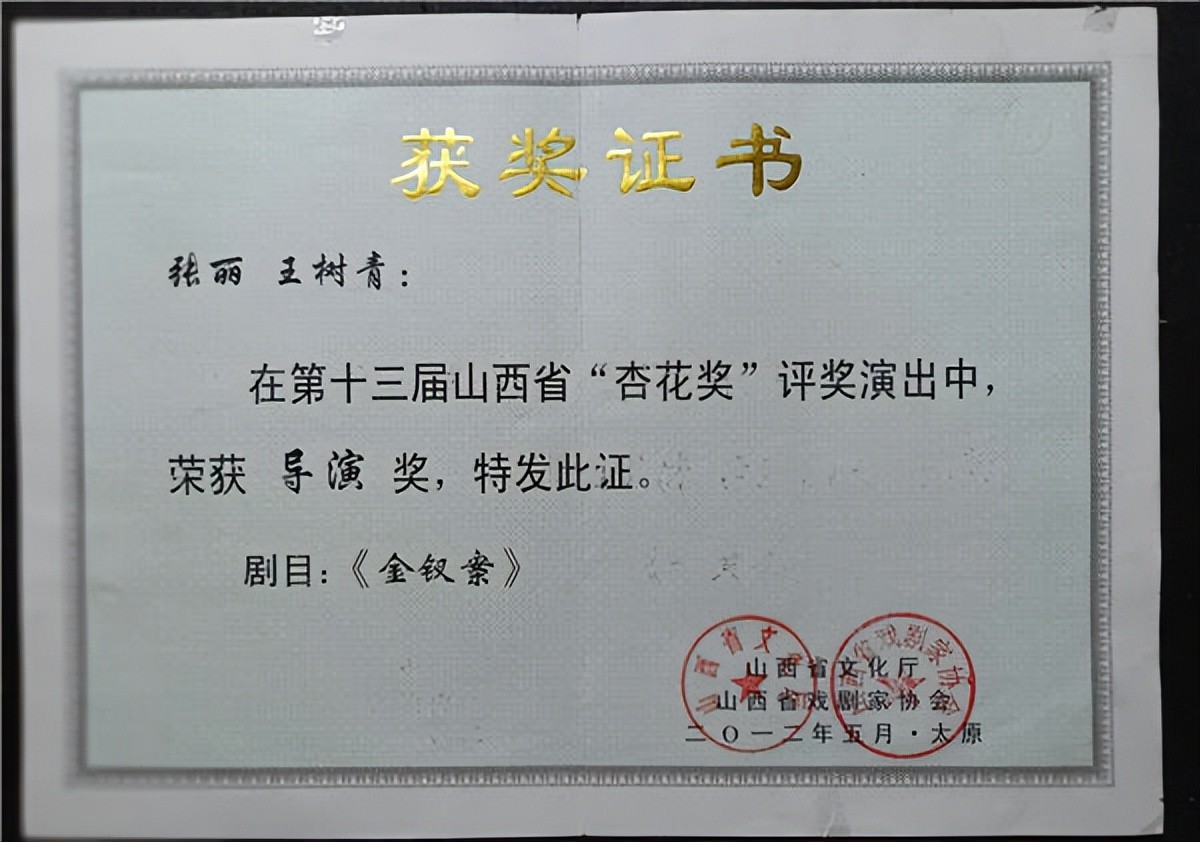 获奖证书
张丽 王树青：
在第十三届山西省“杏花奖”评奖演出中，
荣获 导演 奖，特发此证。
剧目：《金钗案》
山西省文化厅
山西省戏剧家协会
二〇一二年五月·太原